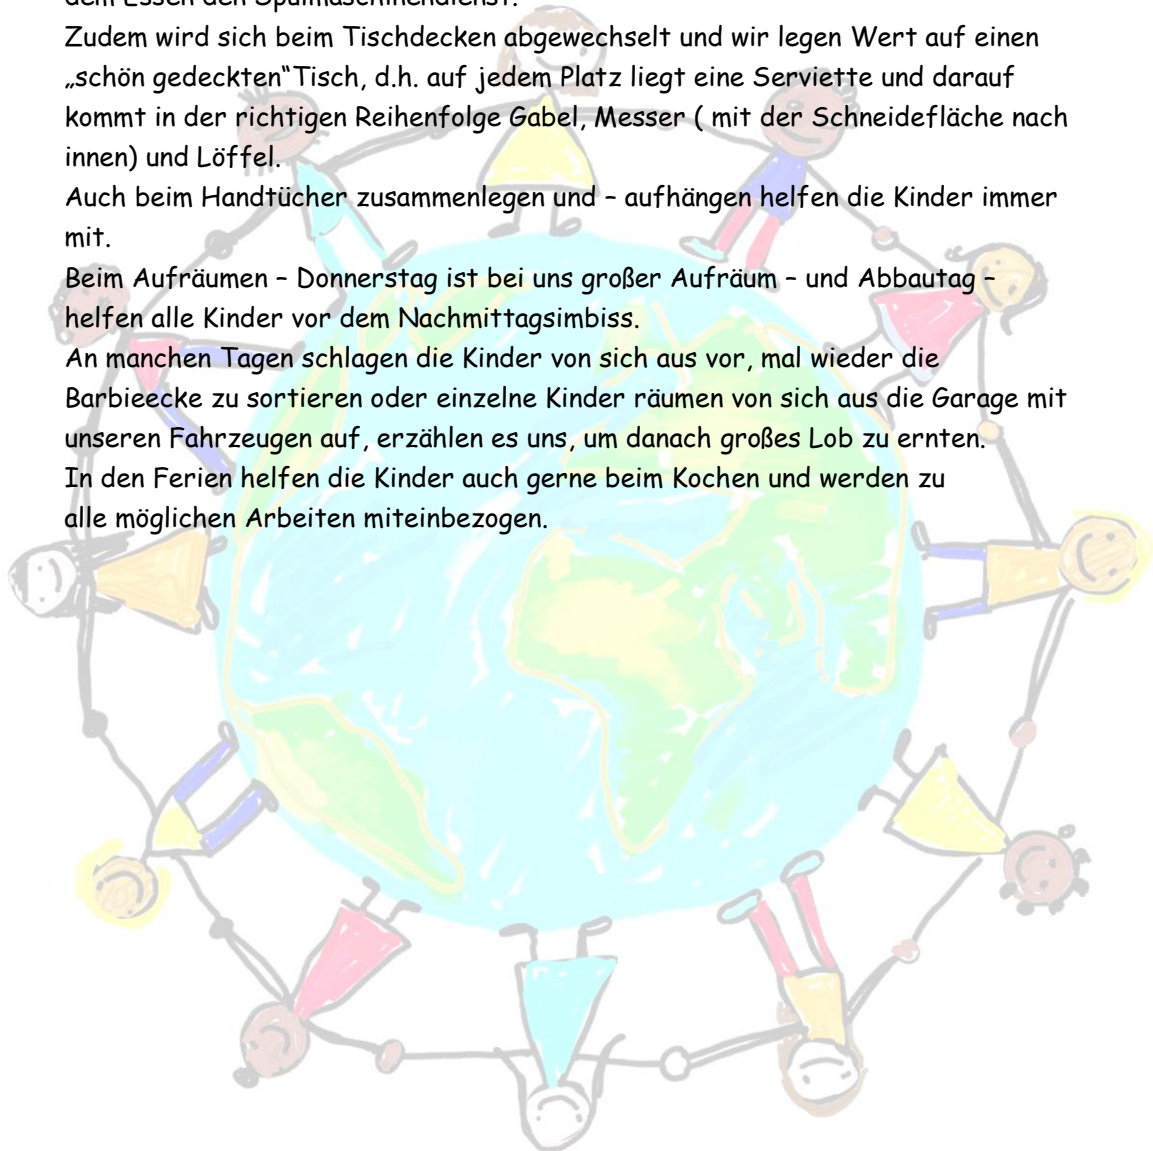 dem Essen den Spülmaschinendienst.
Zudem wird sich beim Tischdecken abgewechselt und wir legen Wert auf einen
„schön gedeckten“Tisch, d.h. auf jedem Platz liegt eine Serviette und darauf
kommt in der richtigen Reihenfolge Gabel, Messer ( mit der Schneidefläche nach
innen) und Löffel.
Auch beim Handtücher zusammenlegen und – aufhängen helfen die Kinder immer
mit.
Beim Aufräumen – Donnerstag ist bei uns großer Aufräum – und Abbautag –
helfen alle Kinder vor dem Nachmittagsimbiss.
An manchen Tagen schlagen die Kinder von sich aus vor, mal wieder die
Barbieecke zu sortieren oder einzelne Kinder räumen von sich aus die Garage mit
unseren Fahrzeugen auf, erzählen es uns, um danach großes Lob zu ernten.
In den Ferien helfen die Kinder auch gerne beim Kochen und werden zu
alle möglichen Arbeiten miteinbezogen.